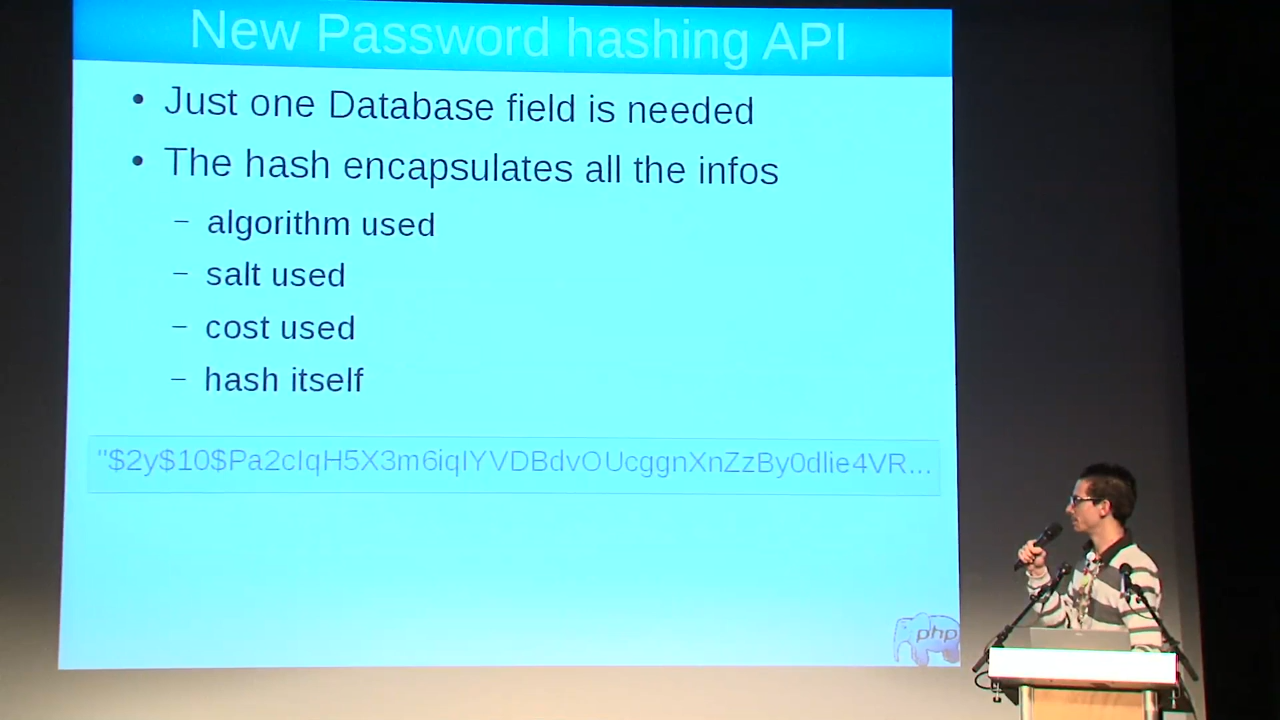 New Password hashing API
• Just one Database field is needed
• The hash encapsulates all the infos
– algorithm used
– salt used
– cost used
– hash itself
"$2y$10$Pa2cIqH5X3m6iqIYVDBdvOUcggnXnZzBy0dlie4VR...
php